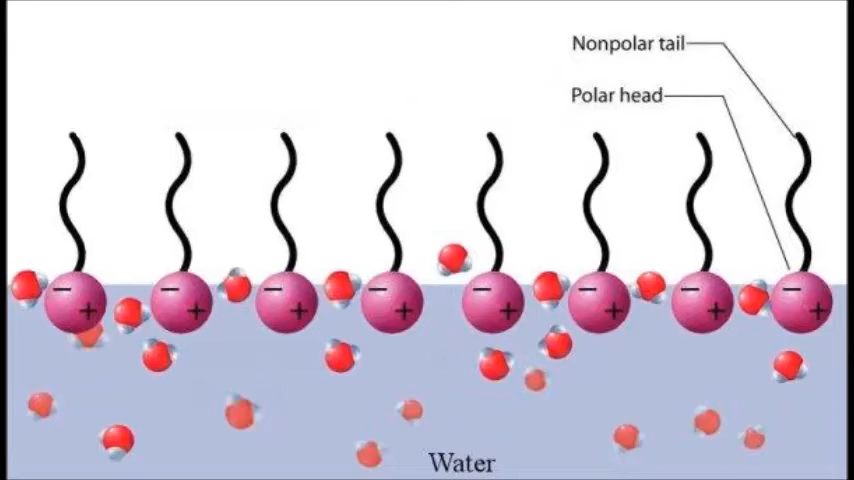 Nonpolar tail
Polar head
− + − + − + − + − + − + − + − +
Water